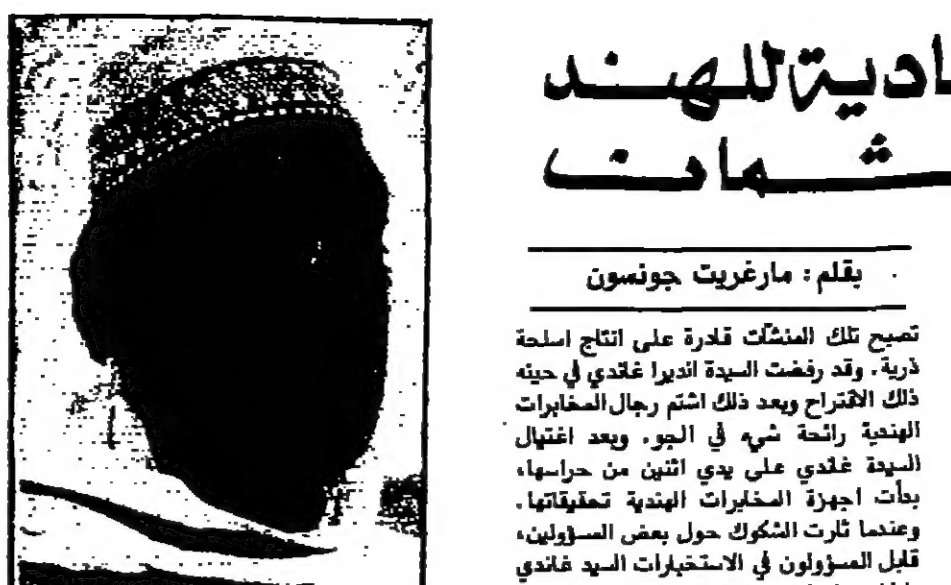 ادية للهند
شمان
بقلم : مارغريت جونسون
تصبح تلك المنشآت قادرة على انتاج اسلحة
ذرية . وقد رفضت السيدة انديرا غاندي في حينه
ذلك الاقتراح وبعد ذلك اشتم رجال المخابرات
الهندية رائحة شيء في الجو . وبعد اغتيال
السيدة غاندي على يدي اثنين من حراسها،
بدأت اجهزة المخابرات الهندية تحقيقاتها .
وعندما ثارت الشكوك حول بعض المسؤولين،
قابل المسؤولون في الاستخبارات السيد غاندي